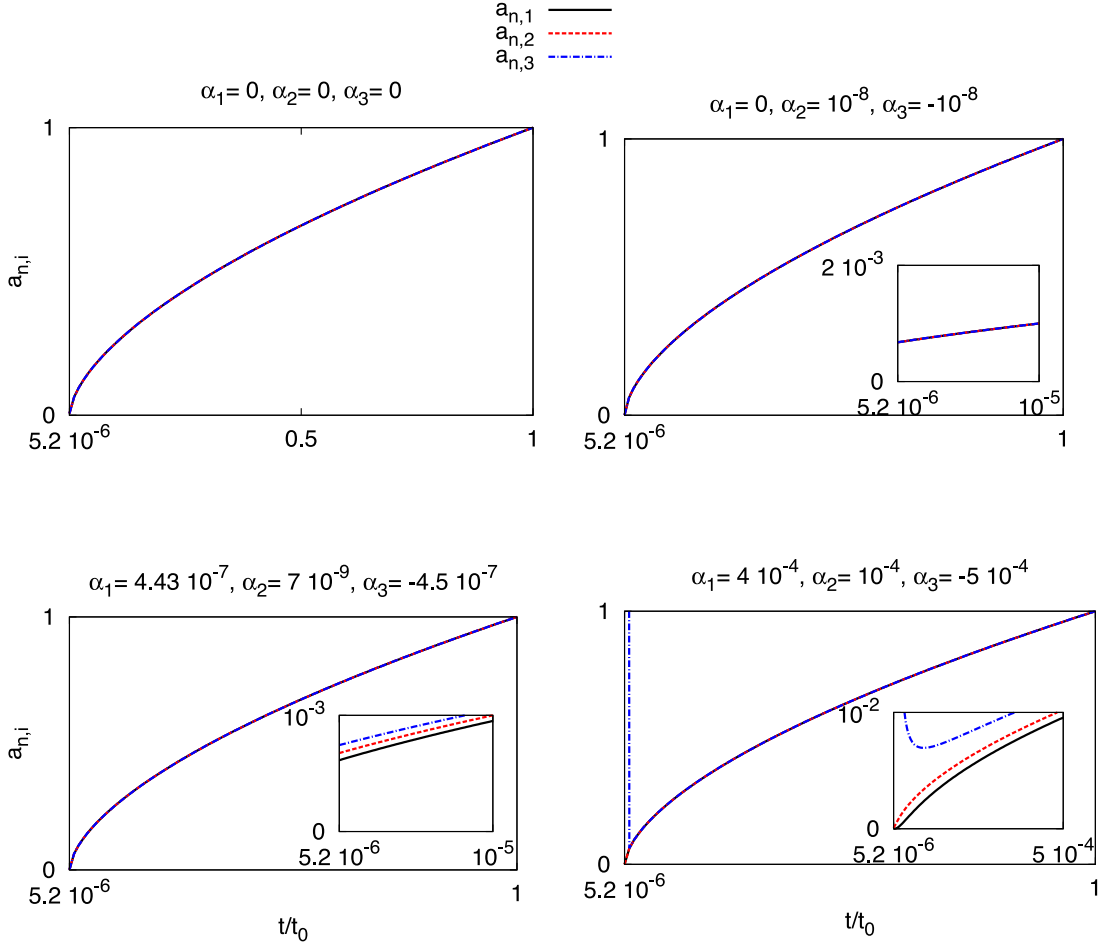 a_{n,1}
a_{n,2}
a_{n,3}
α_1= 0, α_2= 0, α_3= 0
1
a_{n,i}
0
5.2 10^{-6}
0.5
1
α_1= 0, α_2= 10^{-8}, α_3= -10^{-8}
1
2 10^{-3}
0
5.2 10^{-6}
10^{-5}
0
5.2 10^{-6}
1
α_1= 4.43 10^{-7}, α_2= 7 10^{-9}, α_3= -4.5 10^{-7}
1
a_{n,i}
10^{-3}
0
5.2 10^{-6}
10^{-5}
0
5.2 10^{-6}
1
t/t_0
α_1= 4 10^{-4}, α_2= 10^{-4}, α_3= -5 10^{-4}
1
10^{-2}
0
5.2 10^{-6}
5 10^{-4}
0
5.2 10^{-6}
1
t/t_0